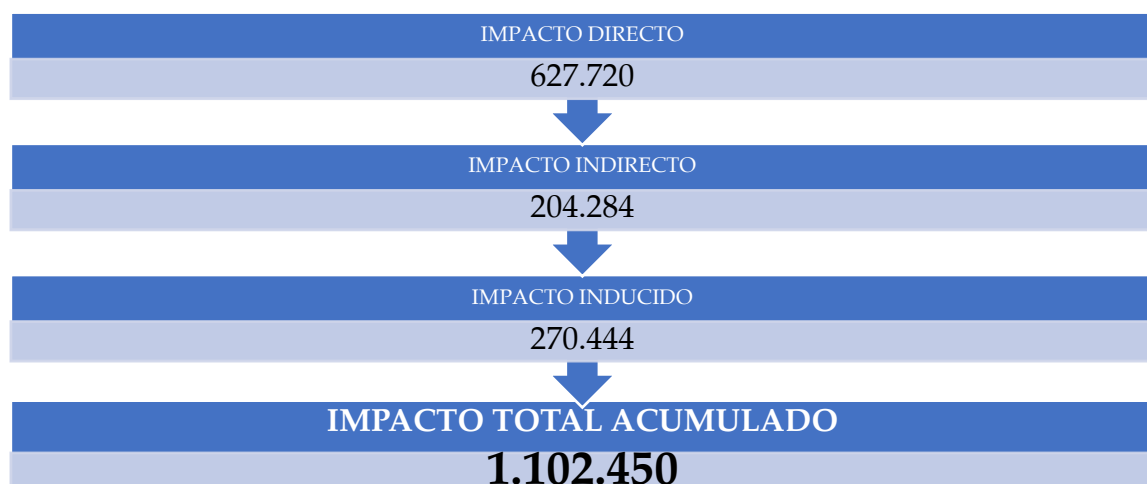 IMPACTO DIRECTO
627.720
IMPACTO INDIRECTO
204.284
IMPACTO INDUCIDO
270.444
IMPACTO TOTAL ACUMULADO
1.102.450